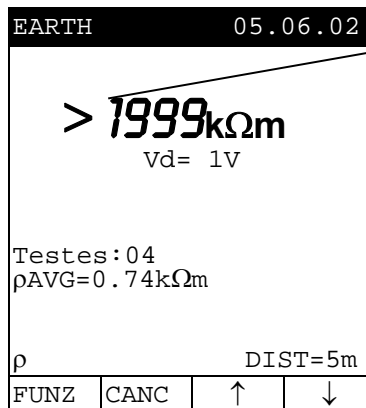 EARTH 05.06.02
> 1999kΩm
Vd= 1V
Testes:04
ρAVG=0.74kΩm
ρ DIST=5m
FUNZ CANC ↑ ↓